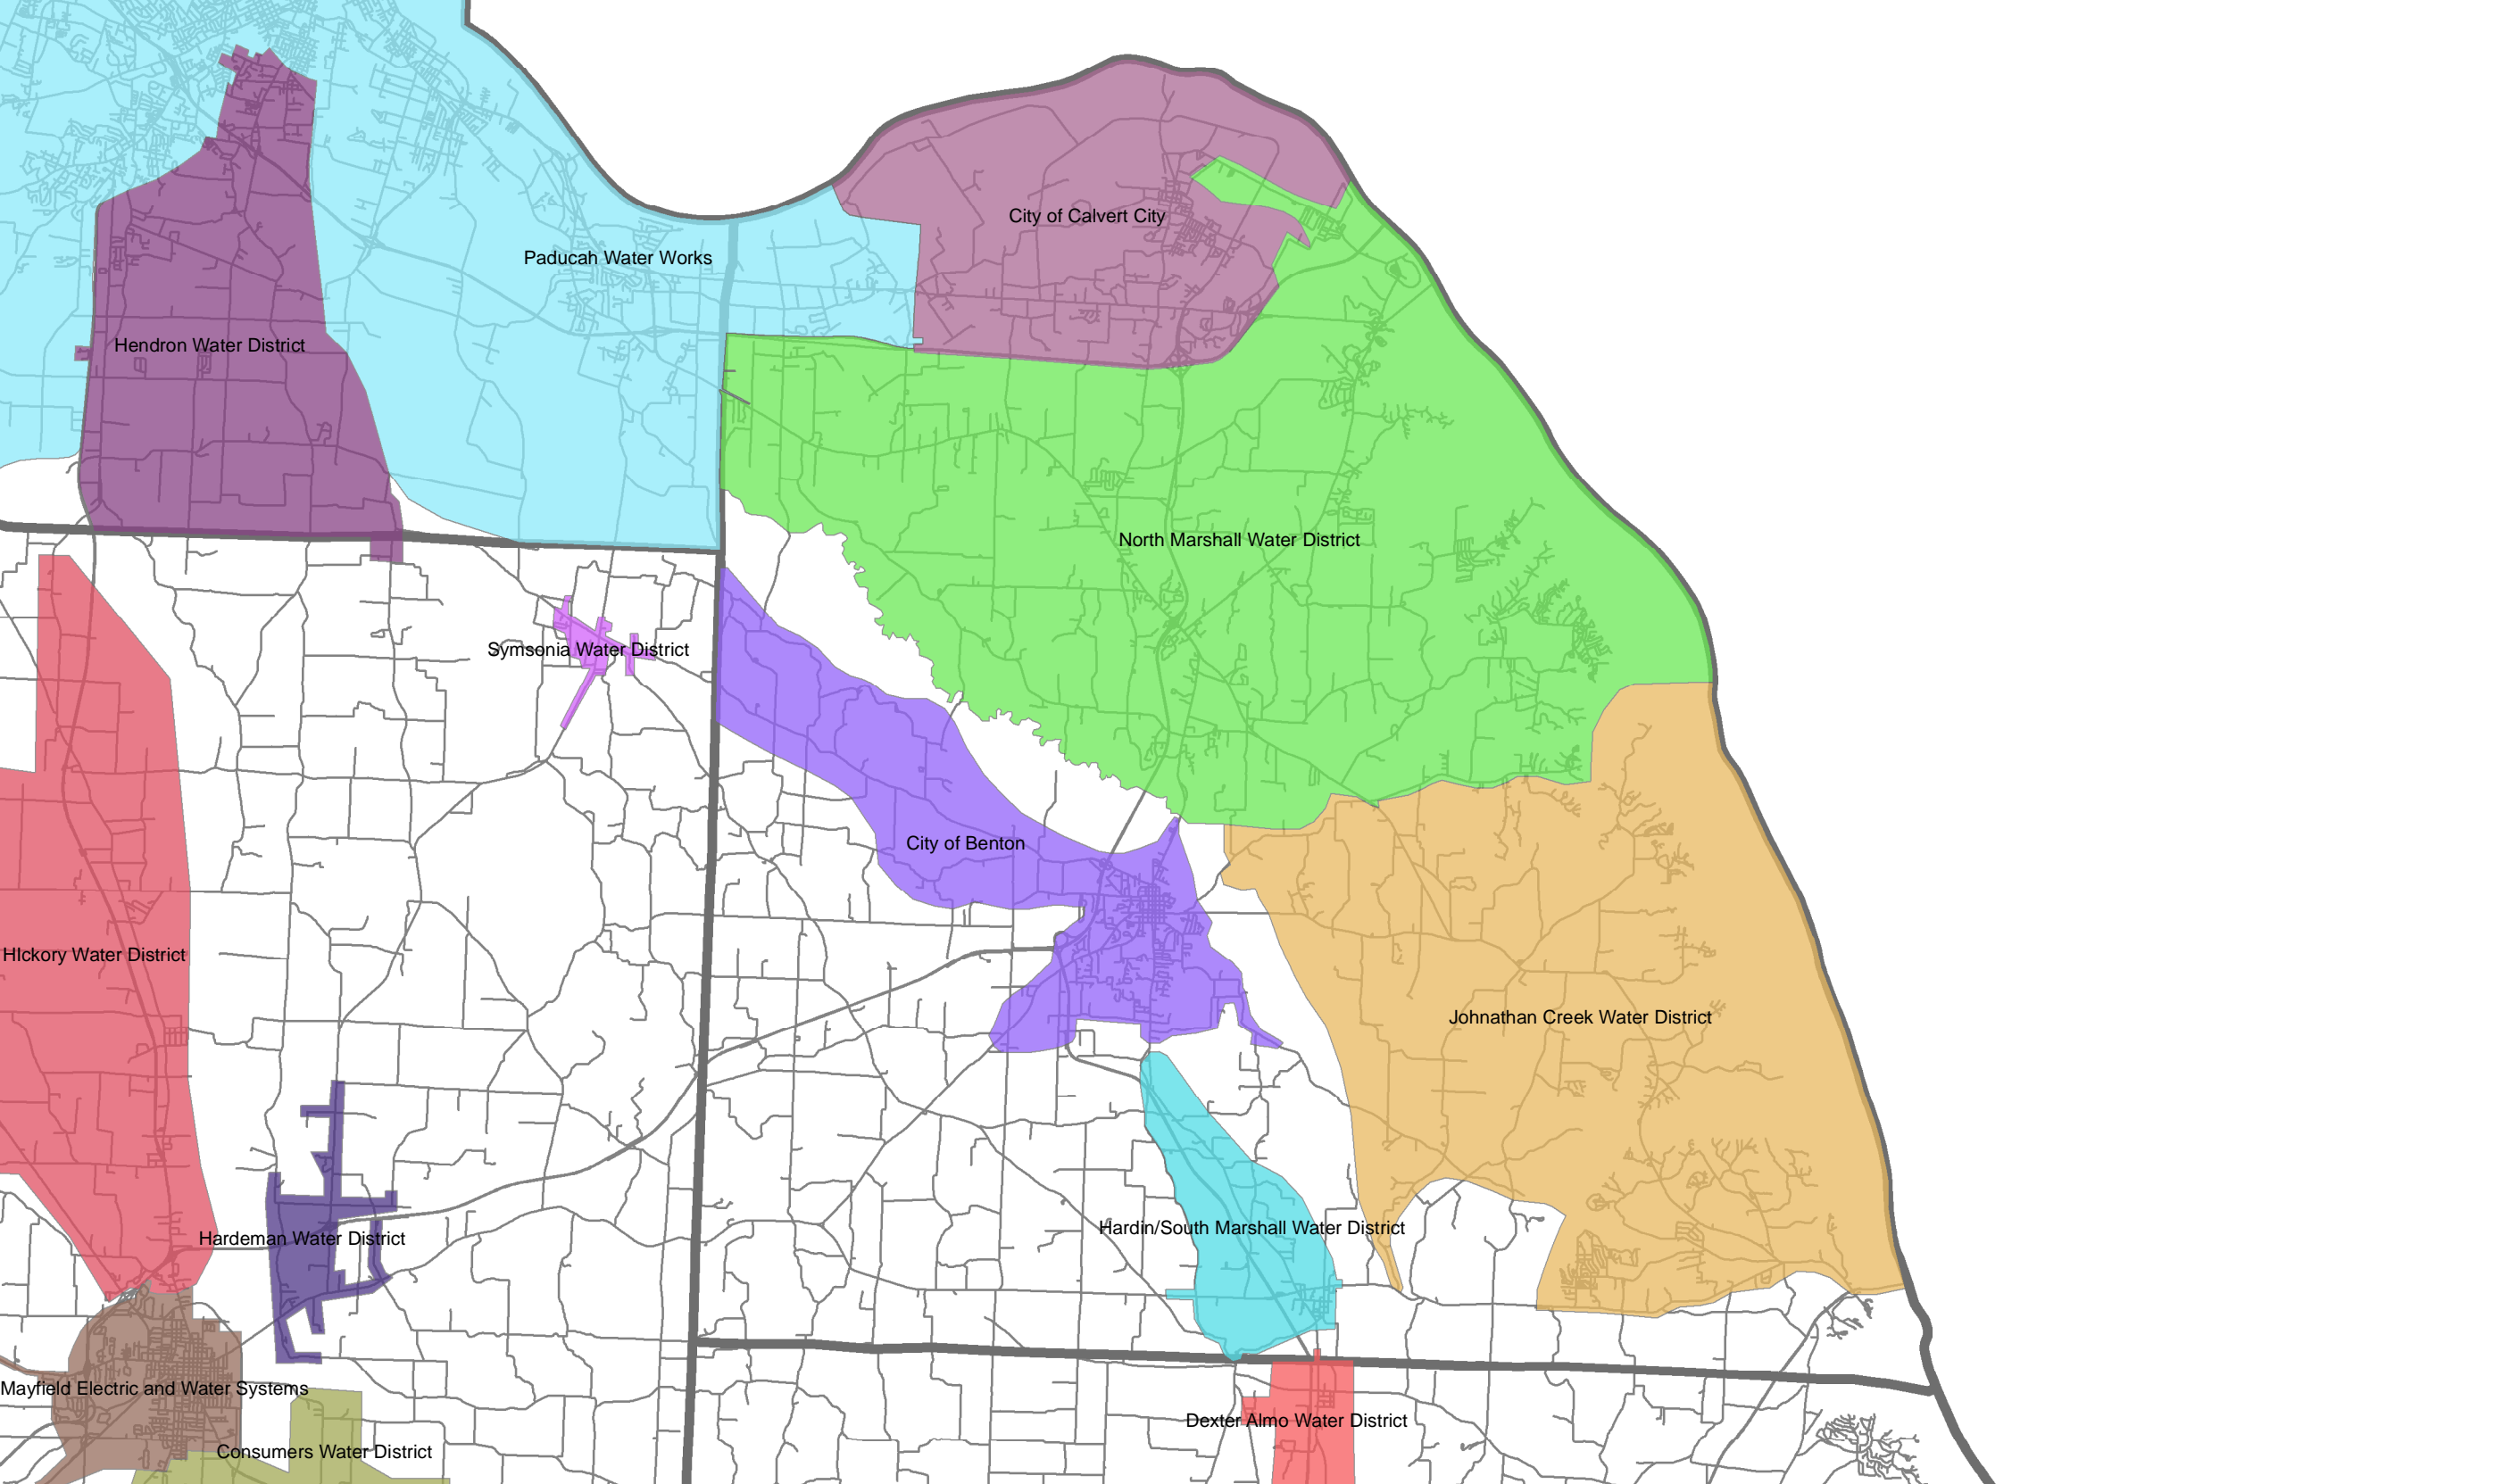 City of Calvert City
Paducah Water Works
Hendron Water District
North Marshall Water District
Symsonia Water District
City of Benton
HIckory Water District
Johnathan Creek Water District
Hardin/South Marshall Water District
Hardeman Water District
Mayfield Electric and Water Systems
Dexter Almo Water District
Consumers Water District